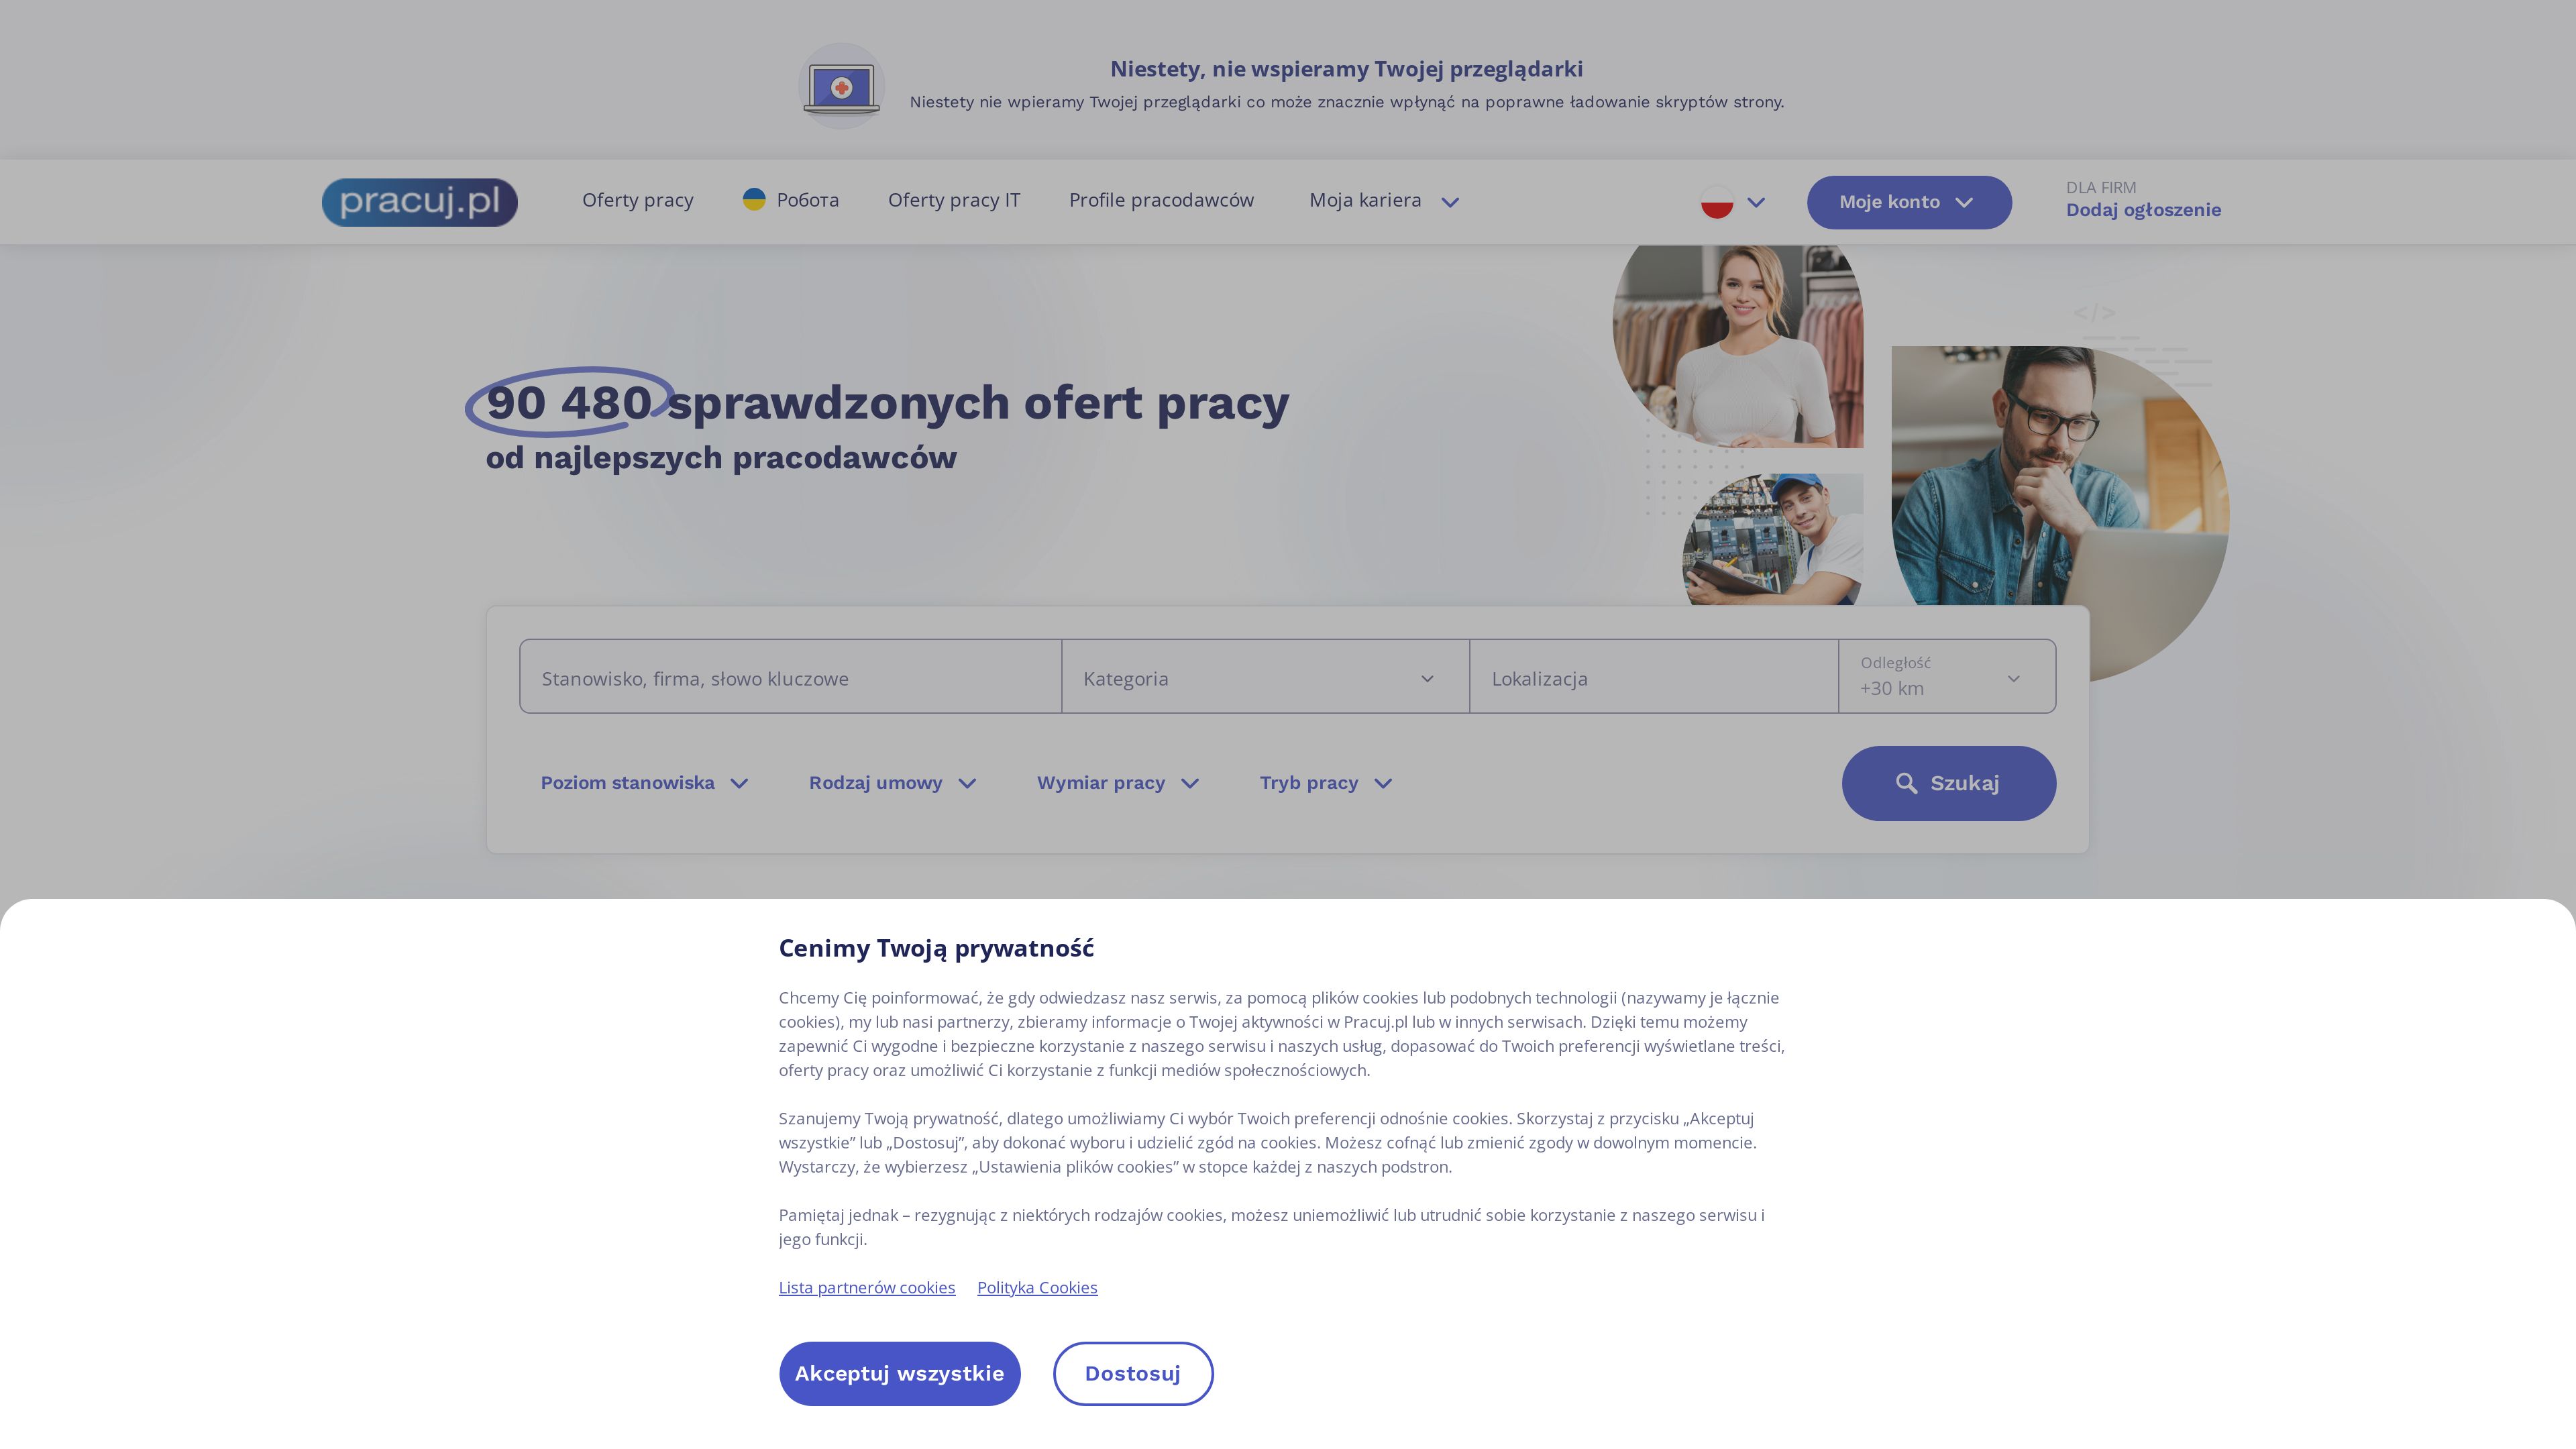 Niestety, nie wspieramy Twojej przeglądarki
Niestety nie wpieramy Twojej przeglądarki co może znacznie wpłynąć na poprawne ładowanie skryptów strony.
pracuj.pl
Oferty pracy
Робота
Oferty pracy IT
Profile pracodawców
Moja kariera
Moje konto
DLA FIRM
Dodaj ogłoszenie
</>
90 480 sprawdzonych ofert pracy
od najlepszych pracodawców
Stanowisko, firma, słowo kluczowe
Kategoria
Lokalizacja
Odległość
+30 km
Poziom stanowiska
Rodzaj umowy
Wymiar pracy
Tryb pracy
Szukaj
Cenimy Twoją prywatność
Chcemy Cię poinformować, że gdy odwiedzasz nasz serwis, za pomocą plików cookies lub podobnych technologii (nazywamy je łącznie
cookies), my lub nasi partnerzy, zbieramy informacje o Twojej aktywności w Pracuj.pl lub w innych serwisach. Dzięki temu możemy
zapewnić Ci wygodne i bezpieczne korzystanie z naszego serwisu i naszych usług, dopasować do Twoich preferencji wyświetlane treści,
oferty pracy oraz umożliwić Ci korzystanie z funkcji mediów społecznościowych.
Szanujemy Twoją prywatność, dlatego umożliwiamy Ci wybór Twoich preferencji odnośnie cookies. Skorzystaj z przycisku „Akceptuj
wszystkie” lub „Dostosuj”, aby dokonać wyboru i udzielić zgód na cookies. Możesz cofnąć lub zmienić zgody w dowolnym momencie.
Wystarczy, że wybierzesz „Ustawienia plików cookies” w stopce każdej z naszych podstron.
Pamiętaj jednak – rezygnując z niektórych rodzajów cookies, możesz uniemożliwić lub utrudnić sobie korzystanie z naszego serwisu i
jego funkcji.
Lista partnerów cookies
Polityka Cookies
Akceptuj wszystkie
Dostosuj